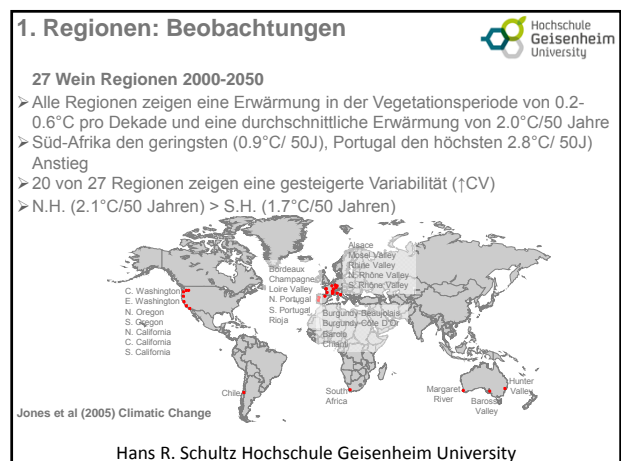 1. Regionen: Beobachtungen
Hochschule
Geisenheim
University
27 Wein Regionen 2000-2050
➢Alle Regionen zeigen eine Erwärmung in der Vegetationsperiode von 0.2-
0.6°C pro Dekade und eine durchschnittliche Erwärmung von 2.0°C/50 Jahre
➢Süd-Afrika den geringsten (0.9°C/ 50J), Portugal den höchsten 2.8°C/ 50J)
Anstieg
➢20 von 27 Regionen zeigen eine gesteigerte Variabilität (↑CV)
➢N.H. (2.1°C/50 Jahren) > S.H. (1.7°C/50 Jahren)
C. Washington
E. Washington
N. Oregon
S. Oregon
N. California
C. California
S. California
Bordeaux
Champagne
Loire Valley
N. Portugal
S. Portugal
Rioja
Alsace
Mosel Valley
Rhine Valley
N. Rhône Valley
S. Rhône Valley
Burgundy-Beaujolais
Burgundy-Côte D'Or
Barolo
Chianti
Chile
South
Africa
Margaret
River
Barossa
Valley
Hunter
Valley
Jones et al (2005) Climatic Change
Hans R. Schultz Hochschule Geisenheim University